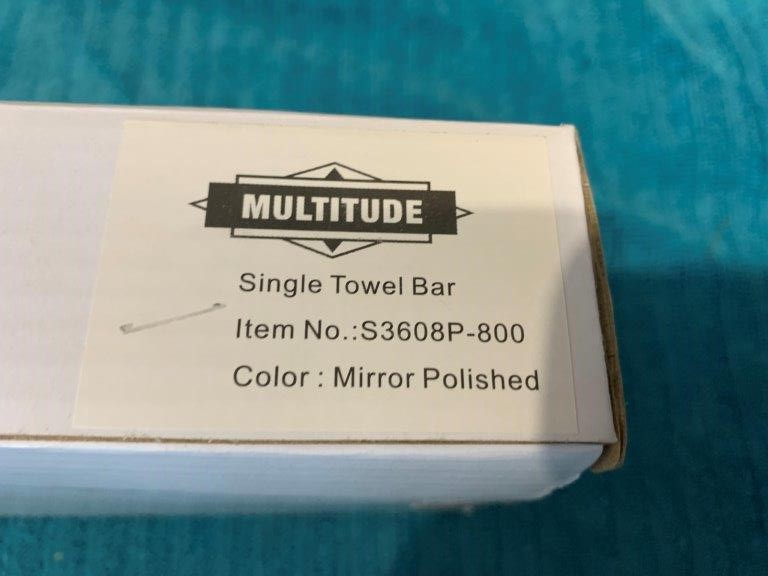 MULTITUDE
Single Towel Bar
Item No.:S3608P-800
Color : Mirror Polished